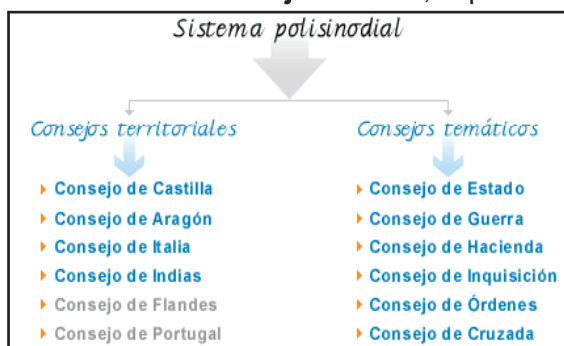 Sistema polisinodial
Consejos territoriales
Consejo de Castilla
Consejo de Aragón
Consejo de Italia
Consejo de Indias
Consejo de Flandes
Consejo de Portugal
Consejos temáticos
Consejo de Estado
Consejo de Guerra
Consejo de Hacienda
Consejo de Inquisición
Consejo de Órdenes
Consejo de Cruzada